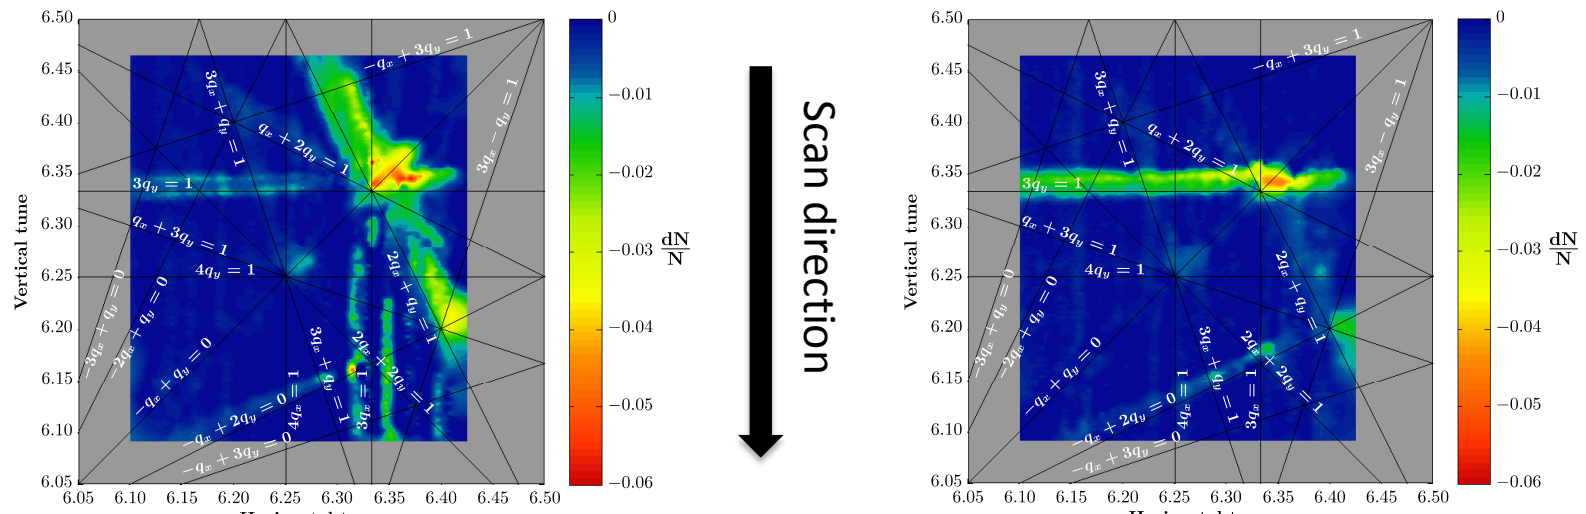 6.50
6.45
6.40
6.35
6.30
6.25
6.20
6.15
6.10
6.05
Vertical tune
6.05 6.10 6.15 6.20 6.25 6.30 6.35 6.40 6.45 6.50
−qx + 3qy = 1
3qx + qy = 1
qx + 2qy = 1
3qx − qy = 1
3qy = 1
qx + 3qy = 1
4qy = 1
2qx + qy = 1
−3qx + qy = 0
−2qx + qy = 0
−qx + qy = 0
3qx + qy = 1
2qx + 2qy = 1
4qx = 1
3qx = 1
−qx + 2qy = 0
−qx + 3qy = 0
0
−0.01
−0.02
−0.03
−0.04
−0.05
−0.06
dN
N
Scan direction
6.50
6.45
6.40
6.35
6.30
6.25
6.20
6.15
6.10
6.05
Vertical tune
6.05 6.10 6.15 6.20 6.25 6.30 6.35 6.40 6.45 6.50
−qx + 3qy = 1
3qx + qy = 1
qx + 2qy = 1
3qx − qy = 1
3qy = 1
qx + 3qy = 1
4qy = 1
2qx + qy = 1
−3qx + qy = 0
−2qx + qy = 0
−qx + qy = 0
3qx + qy = 1
2qx + 2qy = 1
4qx = 1
3qx = 1
−qx + 2qy = 0
−qx + 3qy = 0
0
−0.01
−0.02
−0.03
−0.04
−0.05
−0.06
dN
N